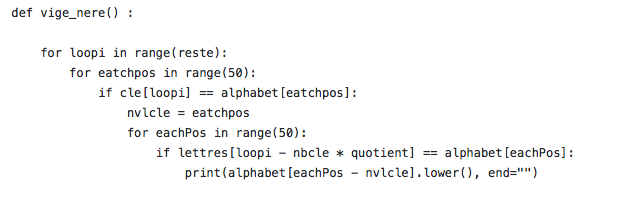 def vige_nere() :
for loopi in range(reste):
for eatchpos in range(50):
if cle[loopi] == alphabet[eatchpos]:
nvlcle = eatchpos
for eachPos in range(50):
if lettres[loopi - nbcle * quotient] == alphabet[eachPos]:
print(alphabet[eachPos - nvlcle].lower(), end="")